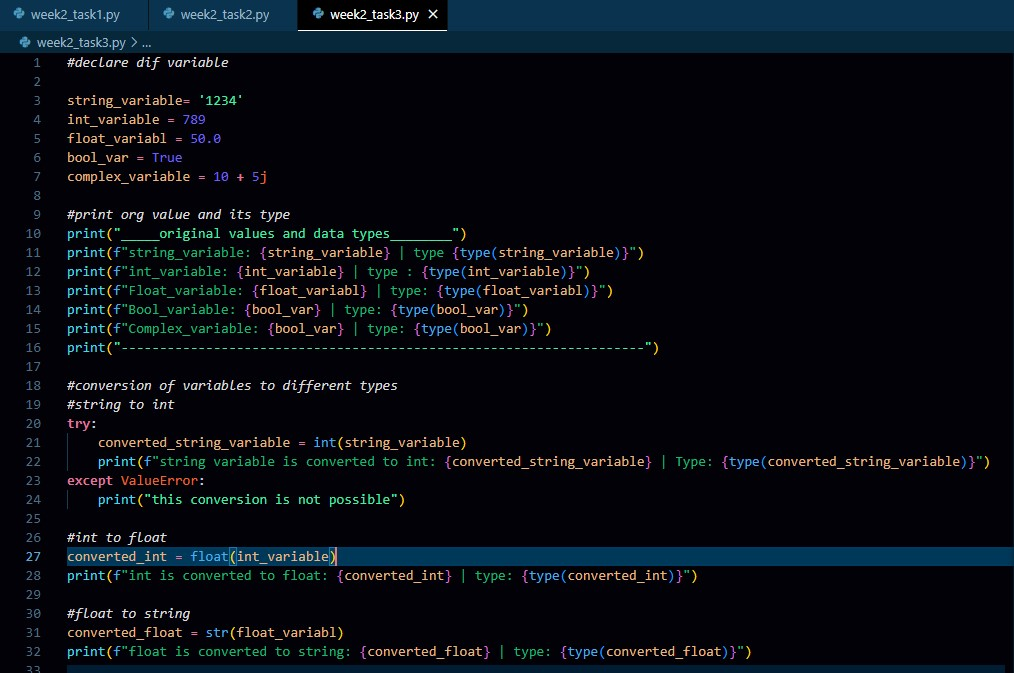 week2_task1.py week2_task2.py week2_task3.py
week2_task3.py > ...
1 #declare dif variable
2
3 string_variable= '1234'
4 int_variable = 789
5 float_variabl = 50.0
6 bool_var = True
7 complex_variable = 10 + 5j
8
9 #print org value and its type
10 print("_____original values and data types________")
11 print(f"string_variable: {string_variable} | type {type(string_variable)}")
12 print(f"int_variable: {int_variable} | type : {type(int_variable)}")
13 print(f"Float_variable: {float_variabl} | type: {type(float_variabl)}")
14 print(f"Bool_variable: {bool_var} | type: {type(bool_var)}")
15 print(f"Complex_variable: {bool_var} | type: {type(bool_var)}")
16 print("--------------------------------------------------------------------")
17
18 #conversion of variables to different types
19 #string to int
20 try:
21 converted_string_variable = int(string_variable)
22 print(f"string variable is converted to int: {converted_string_variable} | Type: {type(converted_string_variable)}")
23 except ValueError:
24 print("this conversion is not possible")
25
26 #int to float
27 converted_int = float(int_variable)
28 print(f"int is converted to float: {converted_int} | type: {type(converted_int)}")
29
30 #float to string
31 converted_float = str(float_variabl)
32 print(f"float is converted to string: {converted_float} | type: {type(converted_float)}")
33